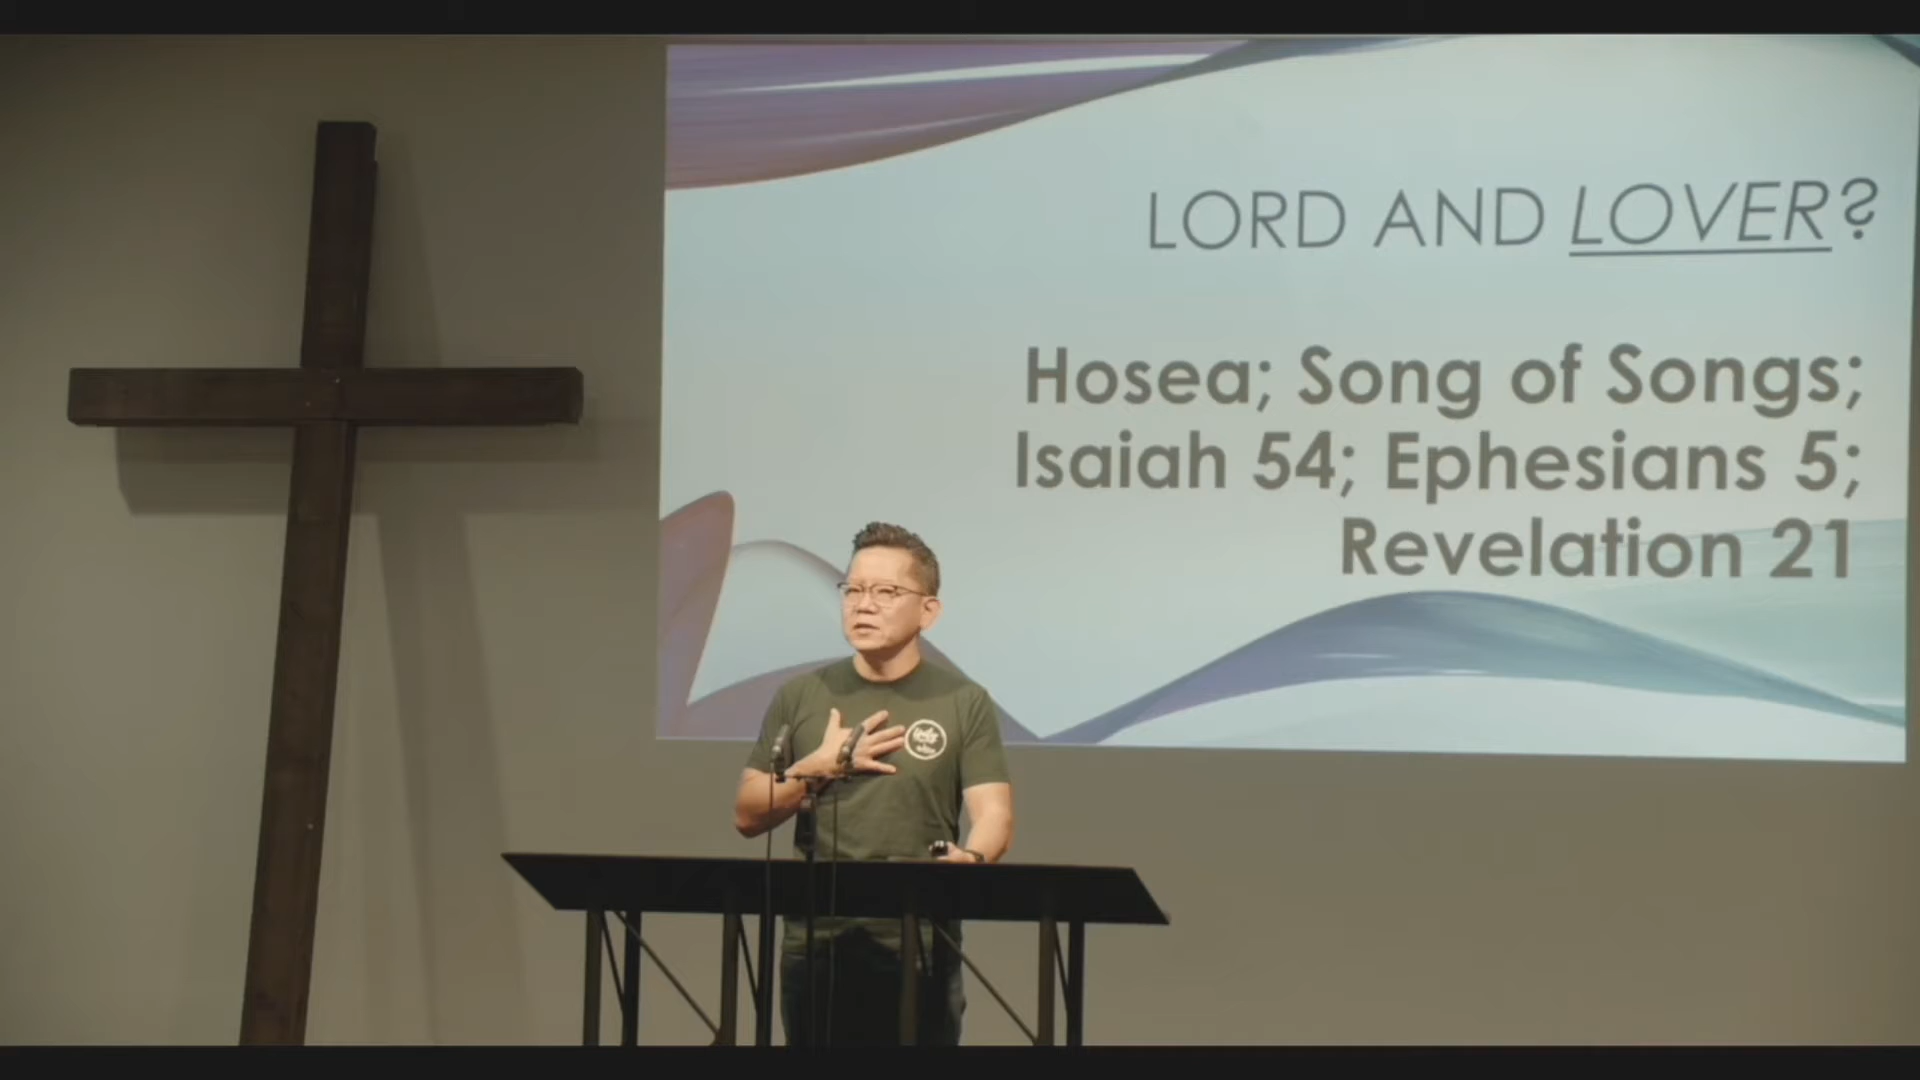 LORD AND LOVER?
Hosea; Song of Songs;
Isaiah 54; Ephesians 5;
Revelation 21